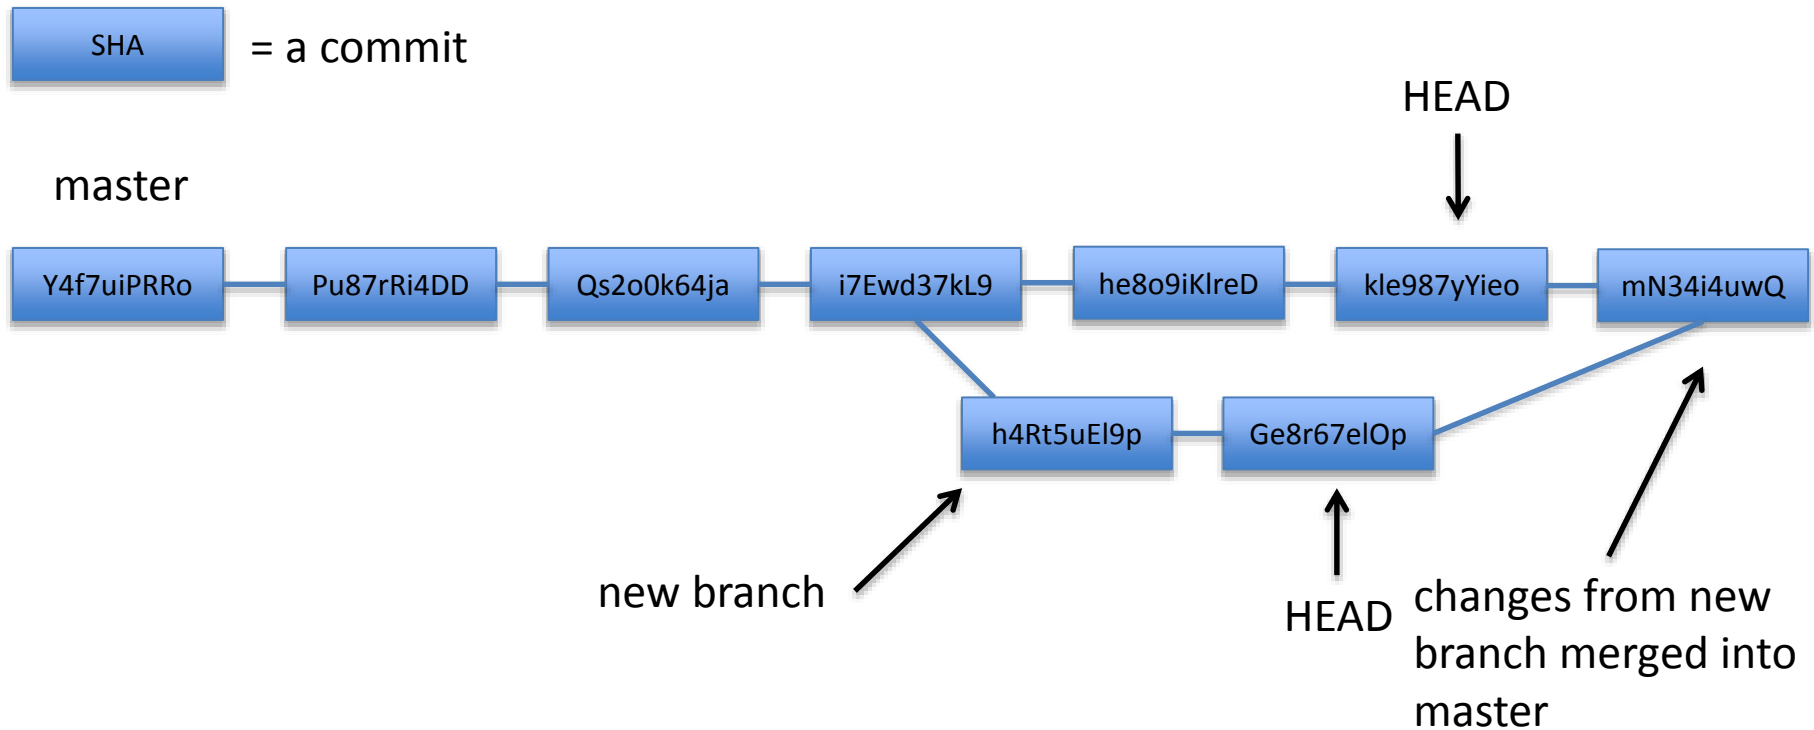 SHA = a commit
HEAD
master
Y4f7uiPRRo Pu87rRi4DD Qs2o0k64ja i7Ewd37kL9 he8o9iKlreD kle987yYieo mN34i4uwQ
h4Rt5uEl9p Ge8r67elOp
new branch
HEAD
changes from new
branch merged into
master